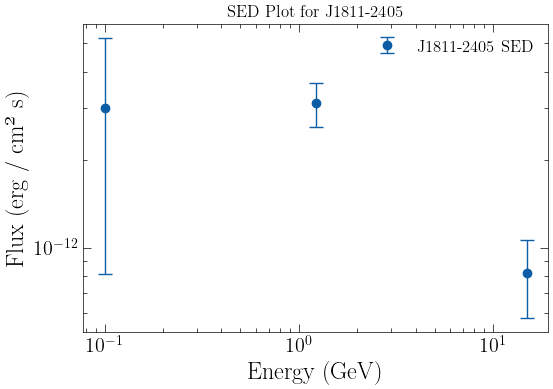 SED Plot for J1811-2405
J1811-2405 SED
Flux (erg / cm² s)
10⁻¹²
10⁻¹
10⁰
10¹
Energy (GeV)